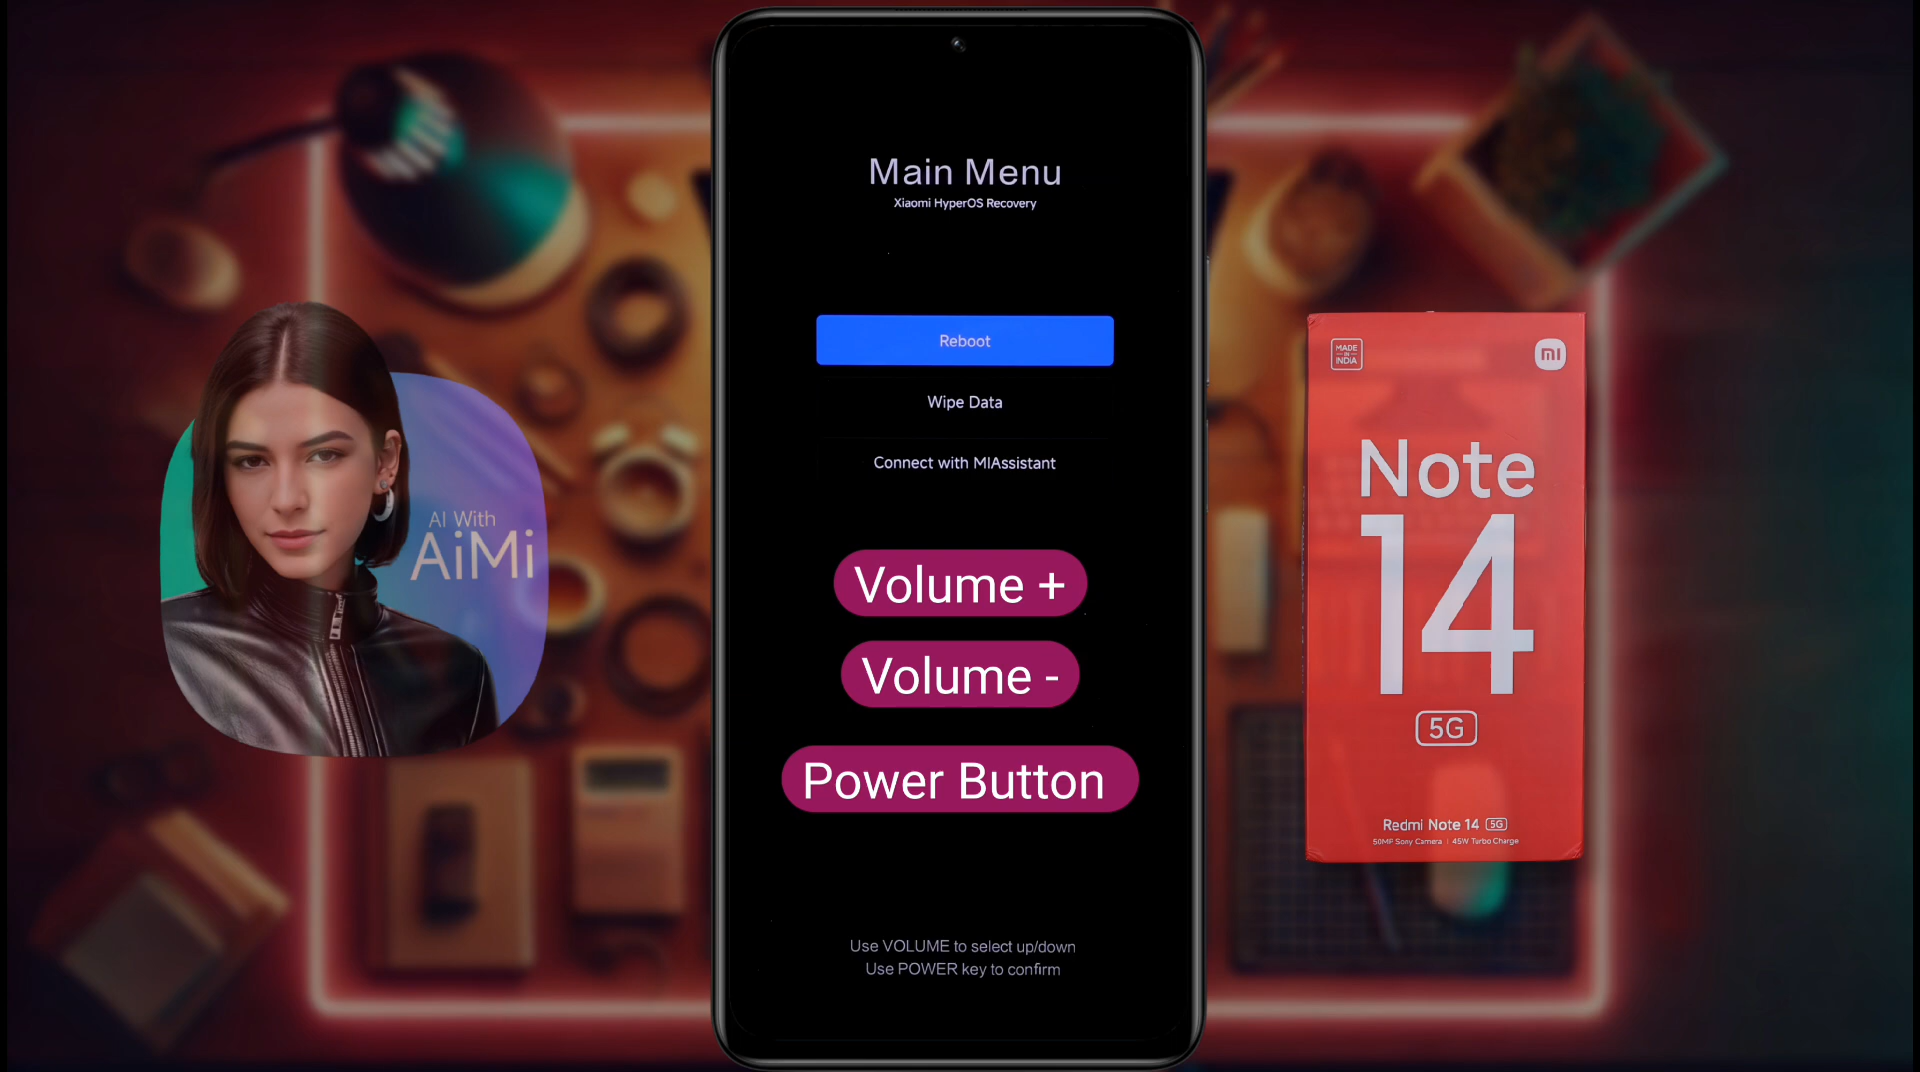 Main Menu
Xiaomi HyperOS Recovery
Reboot
Wipe Data
Connect with MIAssistant
Volume +
Volume -
Power Button
Use VOLUME to select up/down
Use POWER key to confirm
AI With
AiMi
MADE
IN
INDIA
mi
Note
14
5G
Redmi Note 14 5G
50MP Sony Camera | 45W Turbo Charge